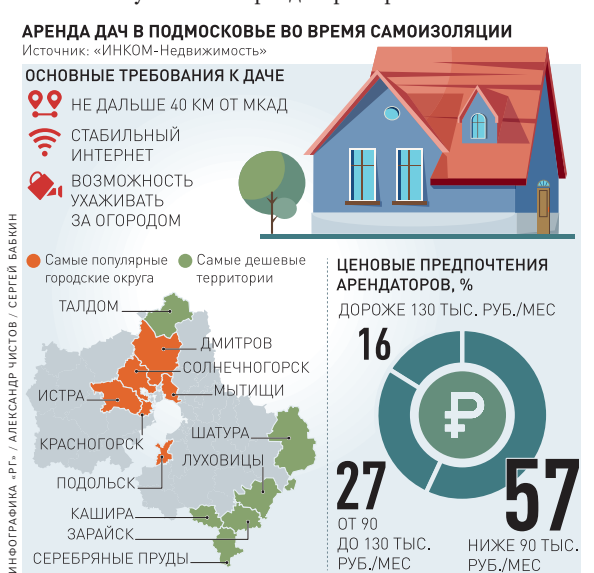 АРЕНДА ДАЧ В ПОДМОСКОВЬЕ ВО ВРЕМЯ САМОИЗОЛЯЦИИ
Источник: «ИНКОМ-Недвижимость»
ОСНОВНЫЕ ТРЕБОВАНИЯ К ДАЧЕ
НЕ ДАЛЬШЕ 40 КМ ОТ МКАД
СТАБИЛЬНЫЙ
ИНТЕРНЕТ
ВОЗМОЖНОСТЬ
УХАЖИВАТЬ
ЗА ОГОРОДОМ
Самые популярные
городские округа
Самые дешевые
территории
ТАЛДОМ
ДМИТРОВ
СОЛНЕЧНОГОРСК
МЫТИЩИ
ИСТРА
КРАСНОГОРСК
ШАТУРА
ЛУХОВИЦЫ
ПОДОЛЬСК
КАШИРА
ЗАРАЙСК
СЕРЕБРЯНЫЕ ПРУДЫ
ЦЕНОВЫЕ ПРЕДПОЧТЕНИЯ
АРЕНДАТОРОВ, %
ДОРОЖЕ 130 ТЫС. РУБ./МЕС
16
₽
27
ОТ 90
ДО 130 ТЫС.
РУБ./МЕС
57
НИЖЕ 90 ТЫС.
РУБ./МЕС
ИНФОГРАФИКА «РГ» / АЛЕКСАНДР ЧИСТОВ / СЕРГЕЙ БАБКИН